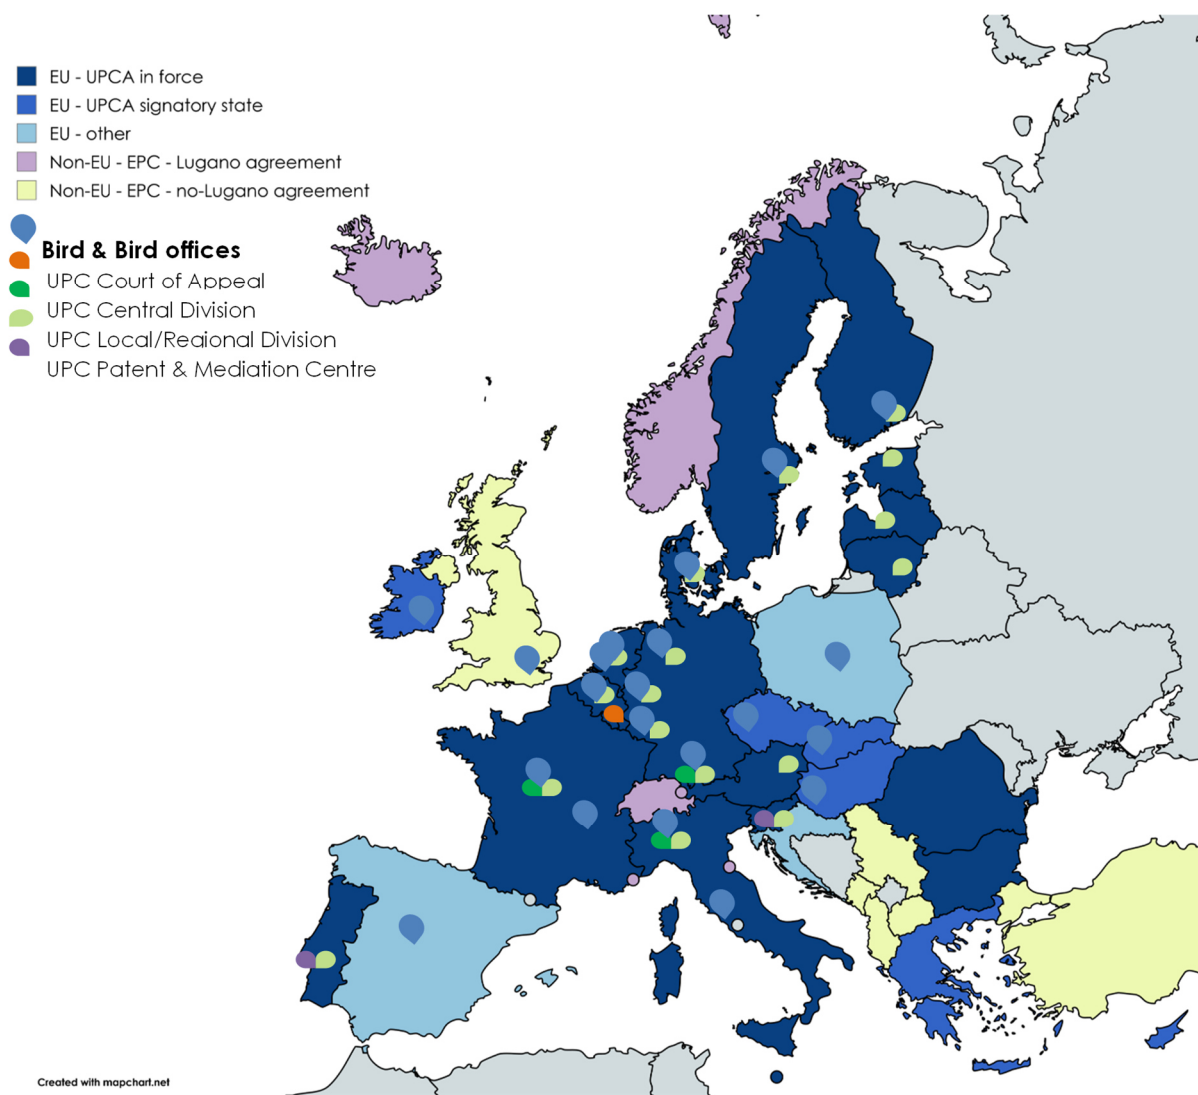 EU - UPCA in force
EU - UPCA signatory state
EU - other
Non-EU - EPC - Lugano agreement
Non-EU - EPC - no-Lugano agreement
Bird & Bird offices
UPC Court of Appeal
UPC Central Division
UPC Local/Regional Division
UPC Patent & Mediation Centre
Created with mapchart.net